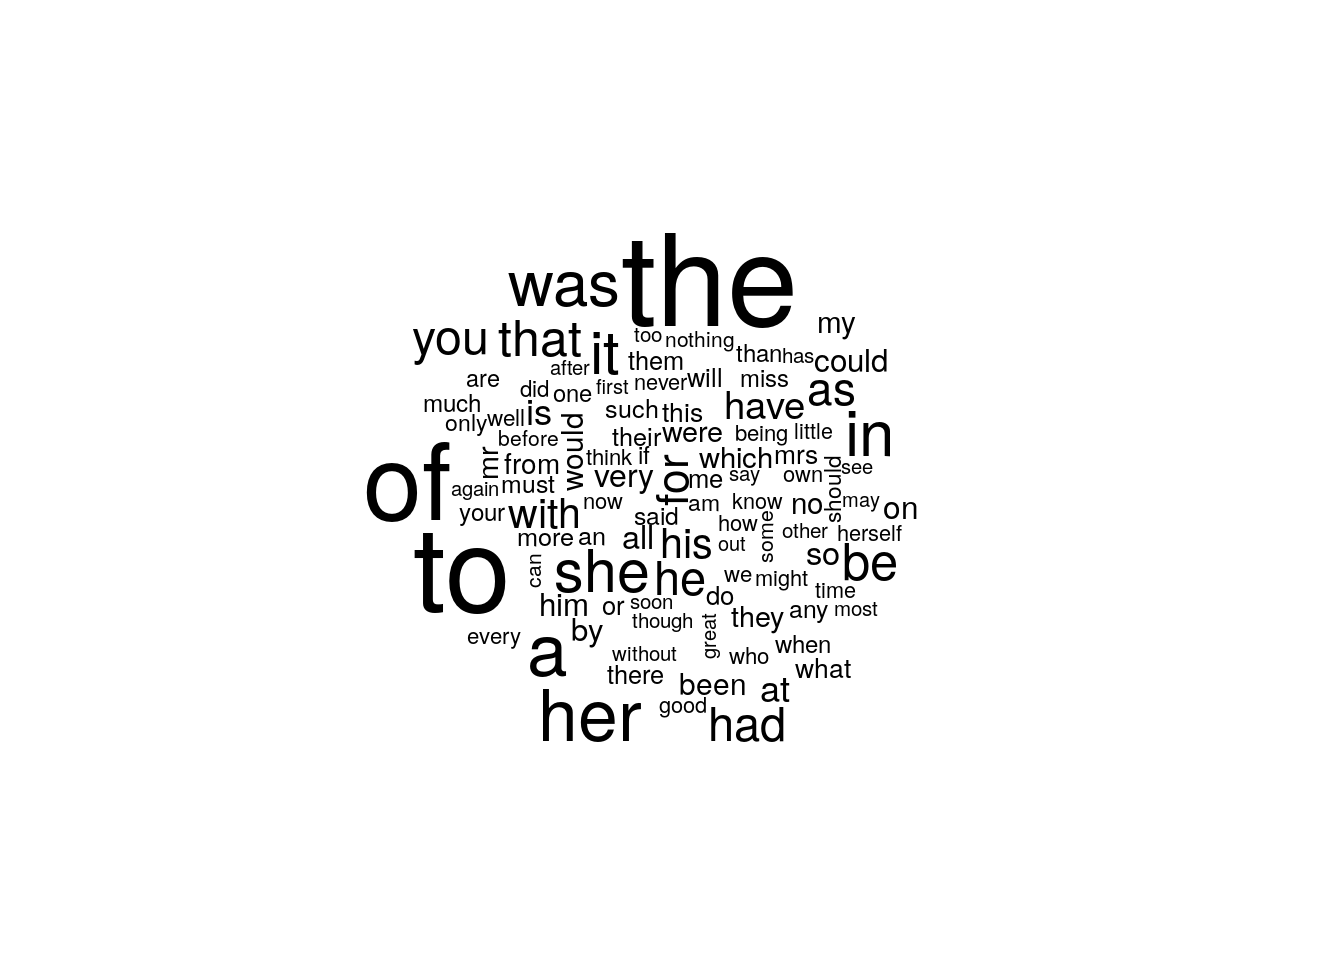 was the
you that it too nothing my
after them than has could
are did one first never will miss as
much only well is such this have in
before would their were being little
of mr from think if which mrs
again must very for me say own should see
your with now said am know no may on
more an all his how out some other herself
to can she he we might so be
him or soon do time
every by though great they any most
a without who when
there been at what
her good had